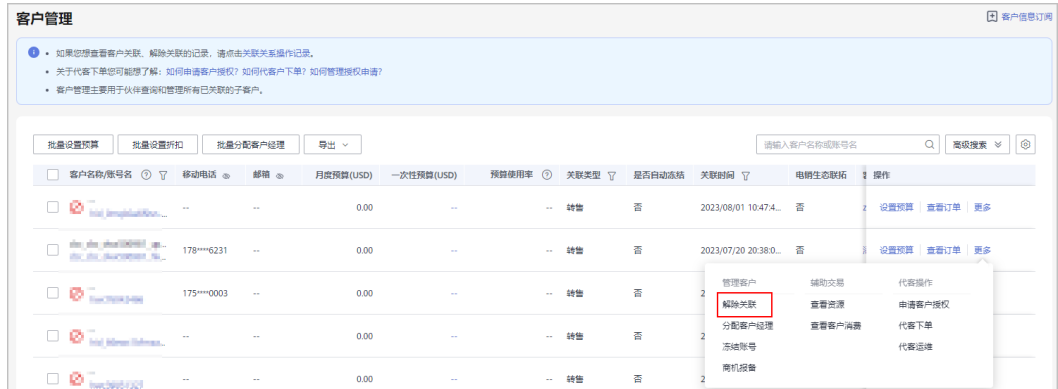 客户管理
客户信息订阅
如果您想查看客户关联、解除关联的记录，请点击关联关系操作记录。
关于代客下单您可能想了解：如何申请客户授权？如何代客户下单？如何管理授权申请？
客户管理主要用于伙伴查询和管理所有已关联的子客户。
批量设置预算 批量设置折扣 批量分配客户经理 导出 请输入客户名称或账号名 高级搜索
客户名称/账号名 移动电话 邮箱 月度预算(USD) 一次性预算(USD) 预算使用率 关联类型 是否自动冻结 关联时间 电销生态联拓 操作
-- -- 0.00 -- -- 转售 否 2023/08/01 10:47:4... 否 设置预算 查看订单 更多
178****6231 -- 0.00 -- -- 转售 否 2023/07/20 20:38:0... 否 设置预算 查看订单 更多
175****0003 -- 0.00 -- -- 转售 否 2
-- -- 0.00 -- -- 转售 否 2
-- -- 0.00 -- -- 转售 否 2
管理客户 辅助交易 代客操作
解除关联 查看资源 申请客户授权
分配客户经理 查看客户消费 代客下单
冻结账号 代客运维
商机报备